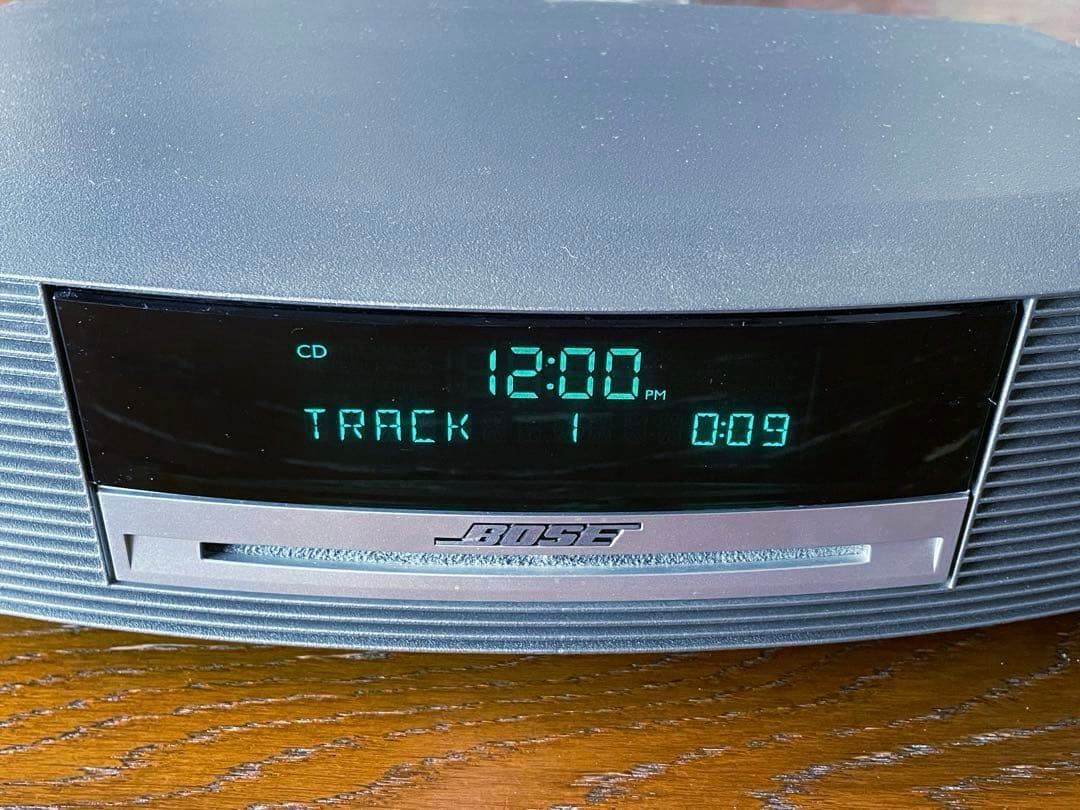 CD
12:00 PM
TRACK 1 0:09
BOSE